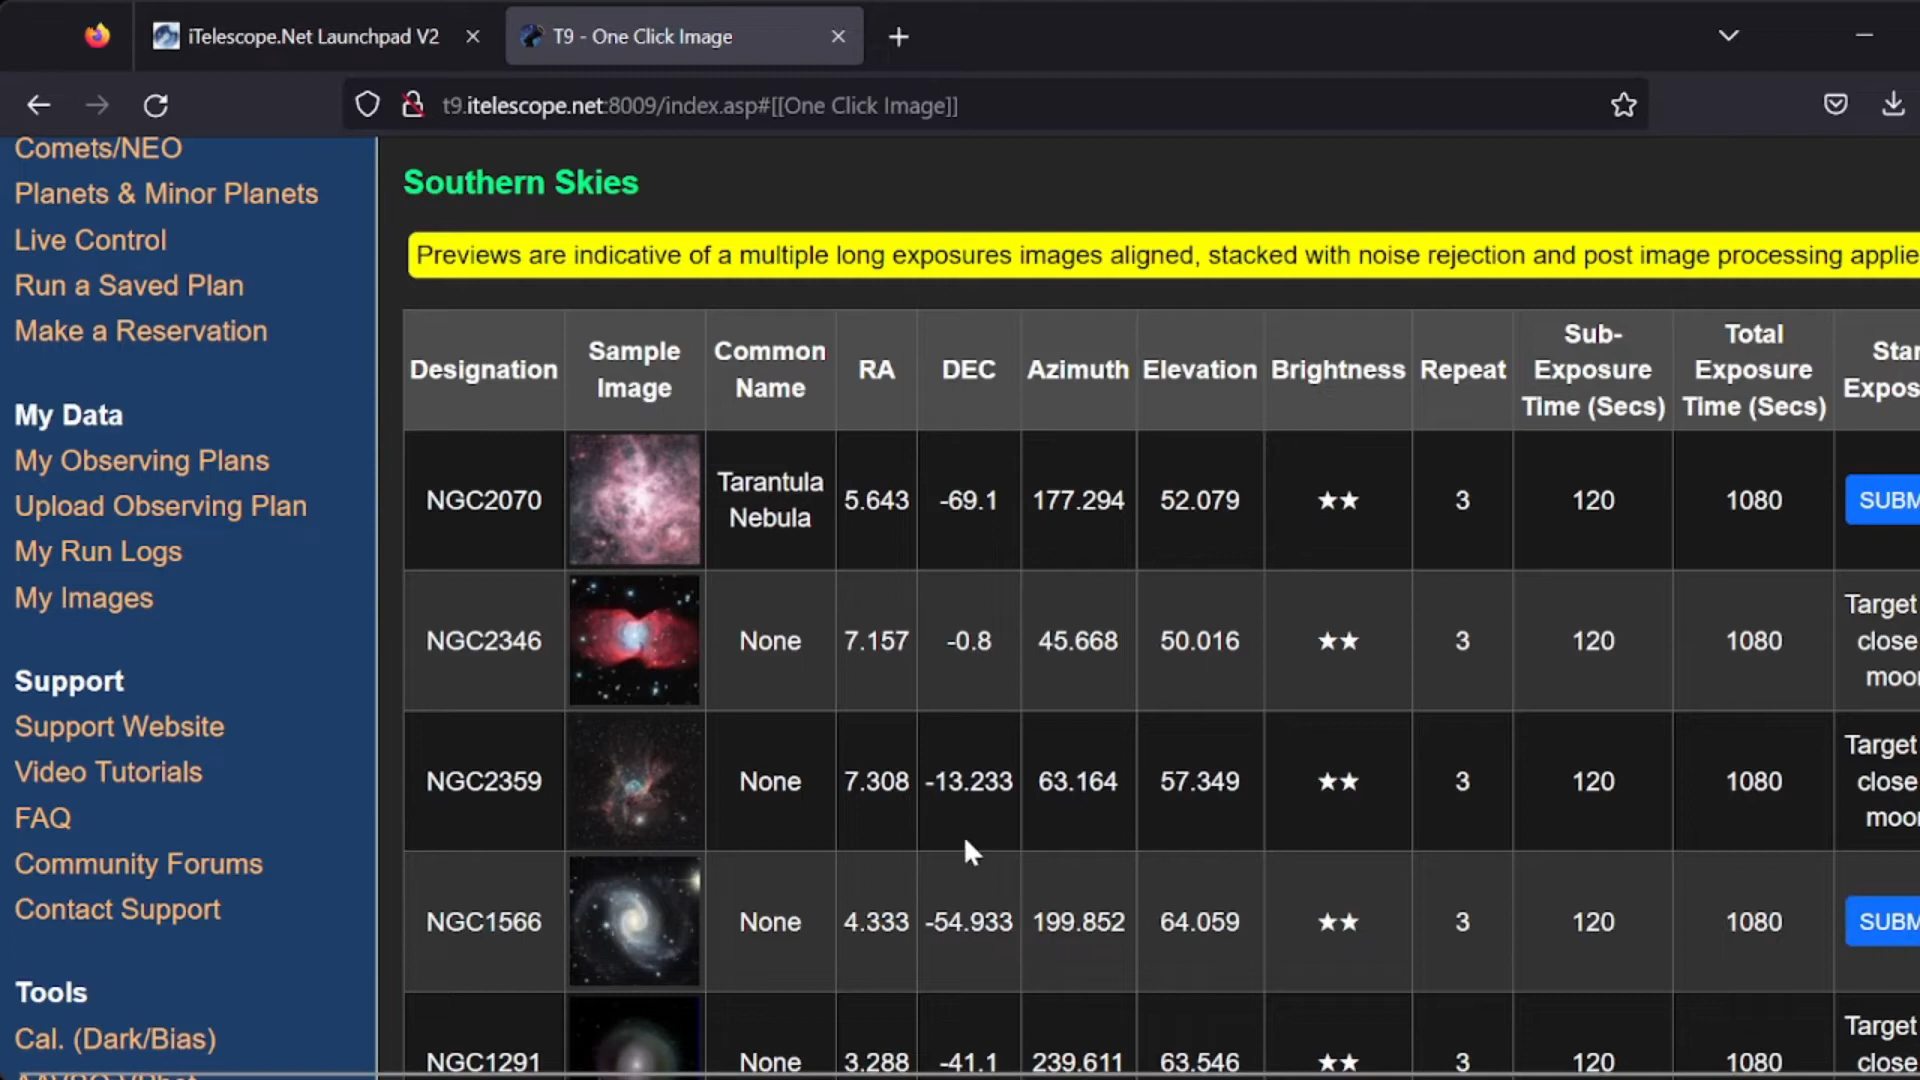 iTelescope.Net Launchpad V2
T9 - One Click Image
t9.itelescope.net:8009/index.asp#[[One Click Image]]
Comets/NEO
Planets & Minor Planets
Live Control
Run a Saved Plan
Make a Reservation
My Data
My Observing Plans
Upload Observing Plan
My Run Logs
My Images
Support
Support Website
Video Tutorials
FAQ
Community Forums
Contact Support
Tools
Cal. (Dark/Bias)
Southern Skies
Previews are indicative of a multiple long exposures images aligned, stacked with noise rejection and post image processing applie
Designation Sample Image Common Name RA DEC Azimuth Elevation Brightness Repeat Sub-Exposure Time (Secs) Total Exposure Time (Secs) Star Expos
NGC2070 Tarantula Nebula 5.643 -69.1 177.294 52.079 ★★ 3 120 1080 SUBM
NGC2346 None 7.157 -0.8 45.668 50.016 ★★ 3 120 1080 Target close moo
NGC2359 None 7.308 -13.233 63.164 57.349 ★★ 3 120 1080 Target close moo
NGC1566 None 4.333 -54.933 199.852 64.059 ★★ 3 120 1080 SUBM
NGC1291 None 3.288 -41.1 239.611 63.546 ★★ 3 120 1080 Target close